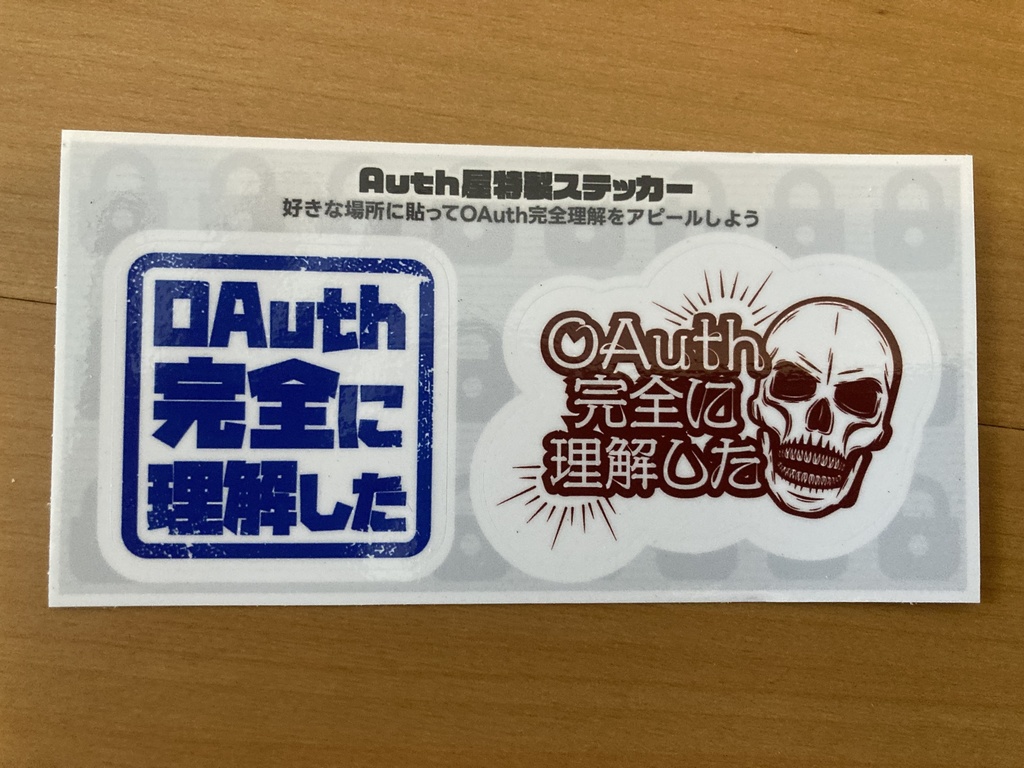 Auth屋特製ステッカー
好きな場所に貼ってOAuth完全理解をアピールしよう
OAuth
完全に
理解した
OAuth
完全に
理解した